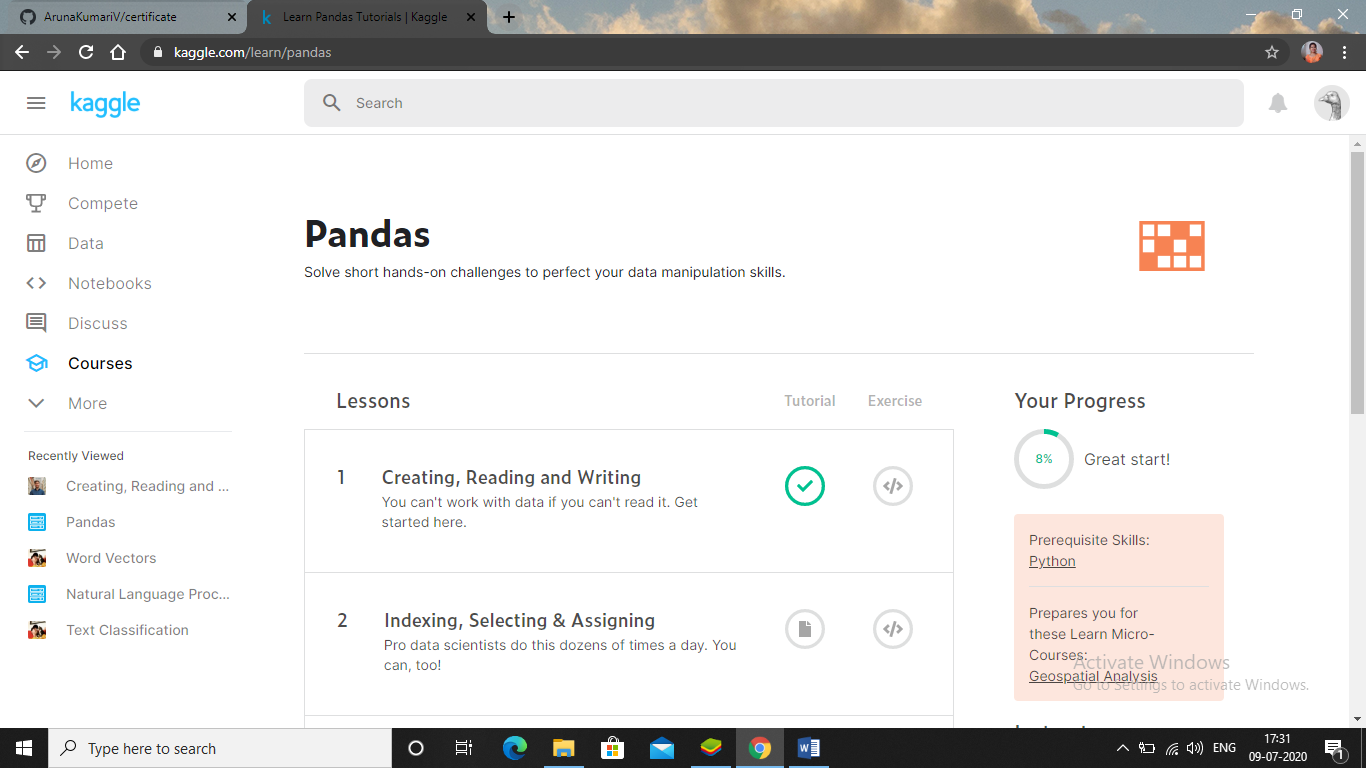 ArunaKumariV/certificate
Learn Pandas Tutorials | Kaggle
kaggle.com/learn/pandas
kaggle
Search
Home
Compete
Data
Notebooks
Discuss
Courses
More
Recently Viewed
Creating, Reading and ...
Pandas
Word Vectors
Natural Language Proc...
Text Classification
Pandas
Solve short hands-on challenges to perfect your data manipulation skills.
Lessons
Tutorial
Exercise
1
Creating, Reading and Writing
You can't work with data if you can't read it. Get
started here.
2
Indexing, Selecting & Assigning
Pro data scientists do this dozens of times a day. You
can, too!
Your Progress
8%
Great start!
Prerequisite Skills:
Python
Prepares you for
these Learn Micro-
Courses:
Geospatial Analysis
Activate Windows
Go to Settings to activate Windows.
Type here to search
ENG
17:31
09-07-2020
1